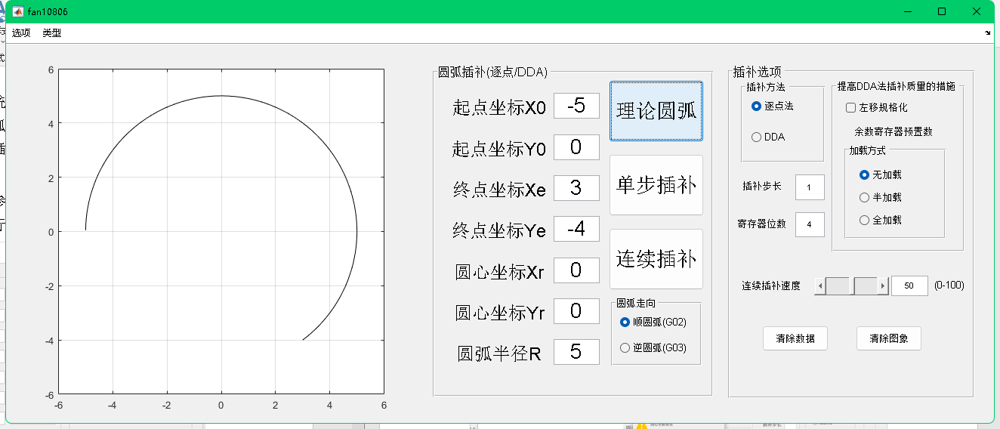 fan10806
选项 类型
6
4
2
0
-2
-4
-6
-6 -4 -2 0 2 4 6
圆弧插补(逐点/DDA)
起点坐标X0 -5
起点坐标Y0 0
终点坐标Xe 3
终点坐标Ye -4
圆心坐标Xr 0
圆心坐标Yr 0
圆弧半径R 5
理论圆弧
单步插补
连续插补
圆弧走向
顺圆弧(G02)
逆圆弧(G03)
插补选项
插补方法
逐点法
DDA
插补步长 1
寄存器位数 4
提高DDA法插补质量的措施
左移规格化
余数寄存器预置数
加载方式
无加载
半加载
全加载
连续插补速度 50 (0-100)
清除数据 清除图象